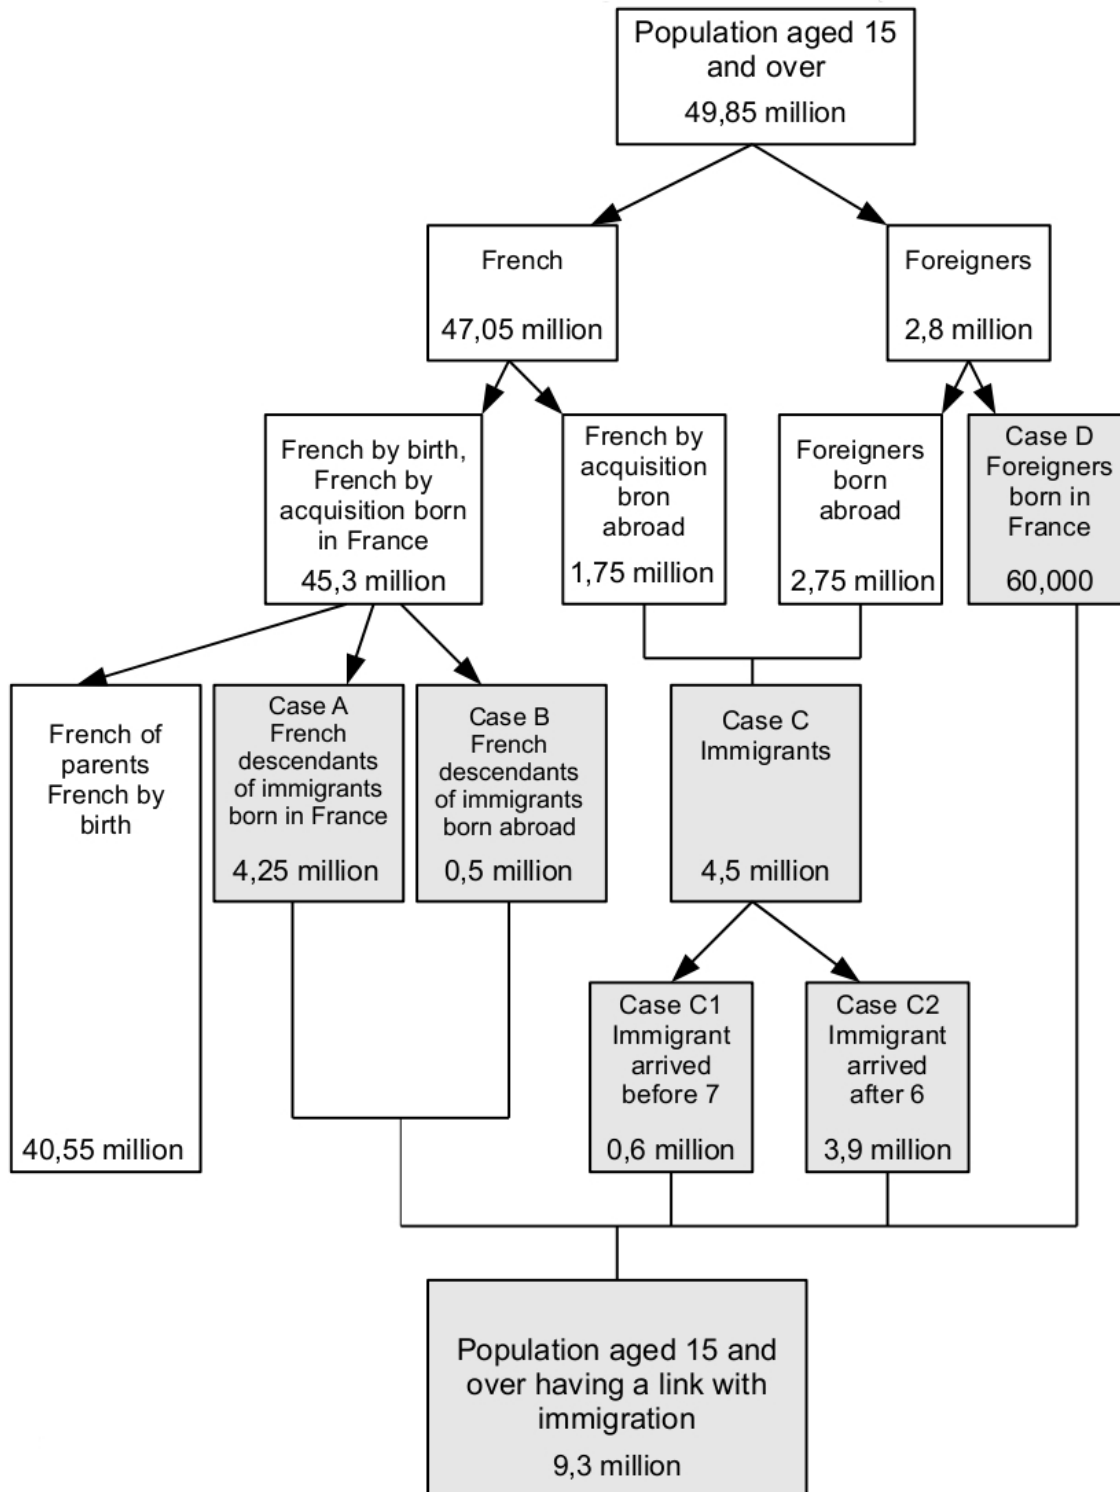 Population aged 15
and over
49,85 million
French
47,05 million
Foreigners
2,8 million
French by birth,
French by
acquisition born
in France
45,3 million
French by
acquisition
bron
abroad
1,75 million
Foreigners
born
abroad
2,75 million
Case D
Foreigners
born in
France
60,000
French of
parents
French by
birth
40,55 million
Case A
French
descendants
of immigrants
born in France
4,25 million
Case B
French
descendants
of immigrants
born abroad
0,5 million
Case C
Immigrants
4,5 million
Case C1
Immigrant
arrived
before 7
0,6 million
Case C2
Immigrant
arrived
after 6
3,9 million
Population aged 15 and
over having a link with
immigration
9,3 million